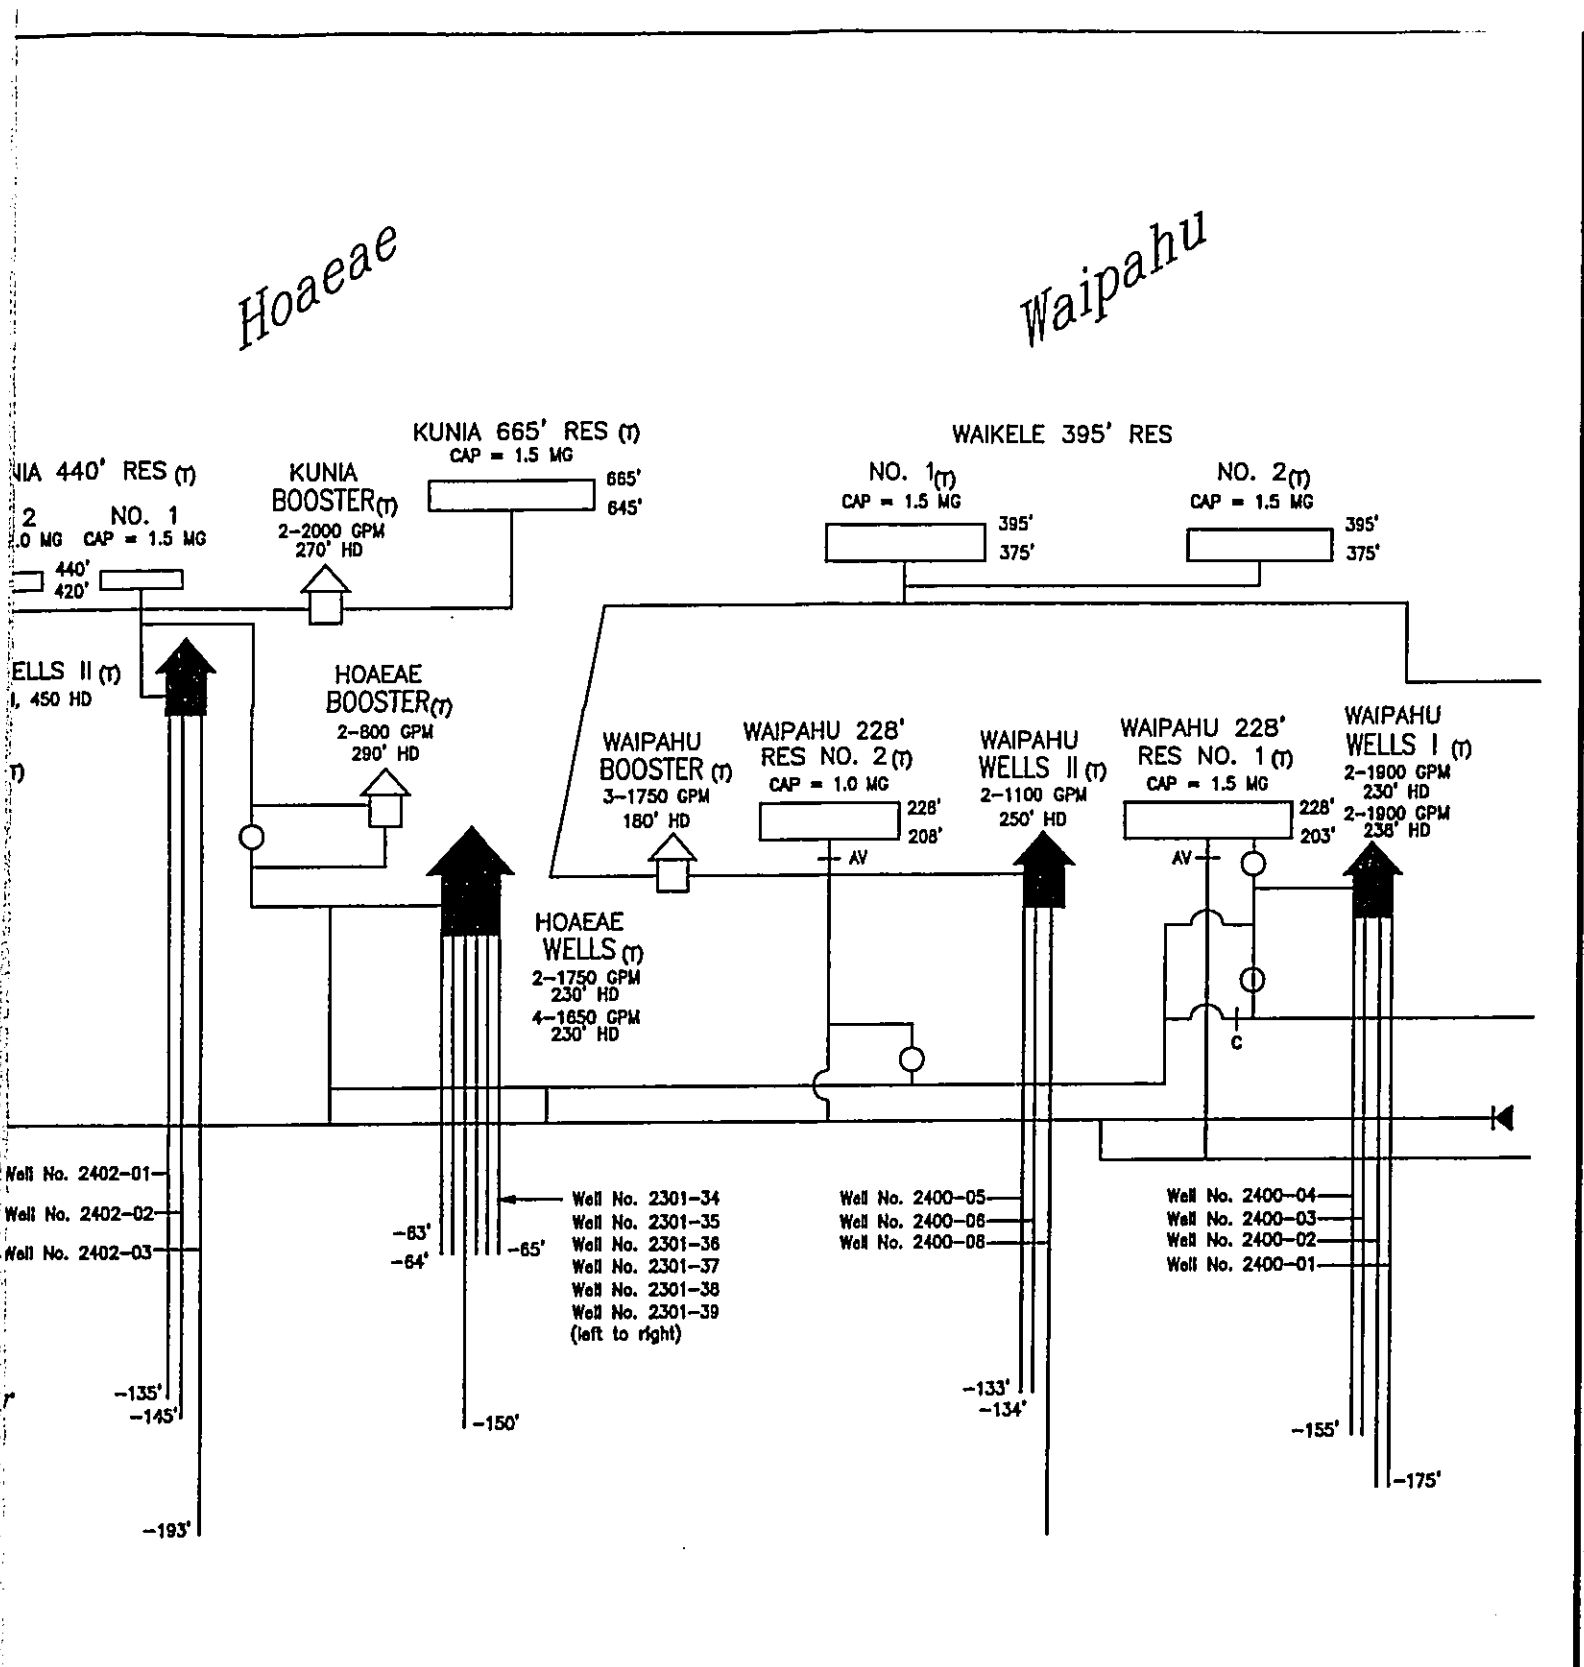 Hoaeae
Waipahu
KUNIA 665' RES (T)
CAP = 1.5 MG
665'
645'
NIA 440' RES (T)
2
NO. 1
.0 MG
CAP = 1.5 MG
440'
420'
KUNIA
BOOSTER (T)
2-2000 GPM
270' HD
WAIKELE 395' RES
NO. 1 (T)
CAP = 1.5 MG
395'
375'
NO. 2 (T)
CAP = 1.5 MG
395'
375'
ELLS II (T)
, 450 HD
T)
HOAEAE
BOOSTER (T)
2-800 GPM
290' HD
WAIPAHU
BOOSTER (T)
3-1750 GPM
180' HD
WAIPAHU 228'
RES NO. 2 (T)
CAP = 1.0 MG
228'
208'
AV
WAIPAHU
WELLS II (T)
2-1100 GPM
250' HD
WAIPAHU 228'
RES NO. 1 (T)
CAP = 1.5 MG
228'
203'
AV
WAIPAHU
WELLS I (T)
2-1900 GPM
230' HD
2-1900 GPM
238' HD
HOAEAE
WELLS (T)
2-1750 GPM
230' HD
4-1650 GPM
230' HD
C
Well No. 2402-01
Well No. 2402-02
Well No. 2402-03
-135'
-145'
-193'
-63'
-64'
-65'
-150'
Well No. 2301-34
Well No. 2301-35
Well No. 2301-36
Well No. 2301-37
Well No. 2301-38
Well No. 2301-39
(left to right)
Well No. 2400-05
Well No. 2400-06
Well No. 2400-08
-133'
-134'
Well No. 2400-04
Well No. 2400-03
Well No. 2400-02
Well No. 2400-01
-155'
-175'